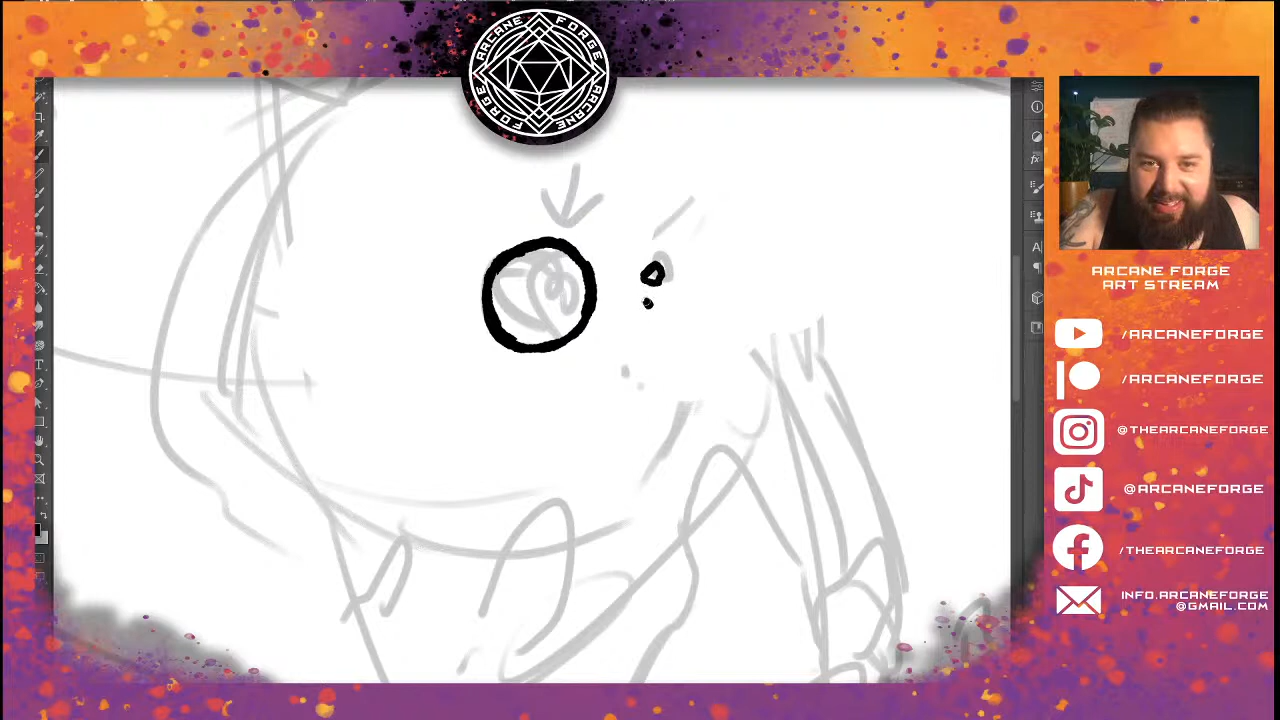 ARCANE FORGE
ARCANE FORGE
ARCANE FORGE
ART STREAM
/ARCANEFORGE
/ARCANEFORGE
@THEARCANEFORGE
@ARCANEFORGE
/THEARCANEFORGE
INFO.ARCANEFORGE
@GMAIL.COM